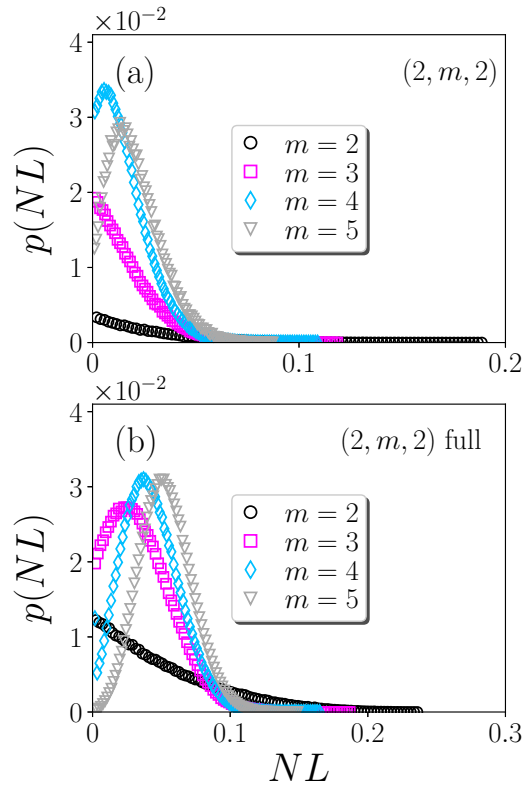 ×10⁻²
(a)
(2, m, 2)
4
3
2
1
0
p(NL)
m = 2
m = 3
m = 4
m = 5
0
0.1
0.2
×10⁻²
(b)
(2, m, 2) full
4
3
2
1
0
p(NL)
m = 2
m = 3
m = 4
m = 5
0
0.1
0.2
0.3
NL